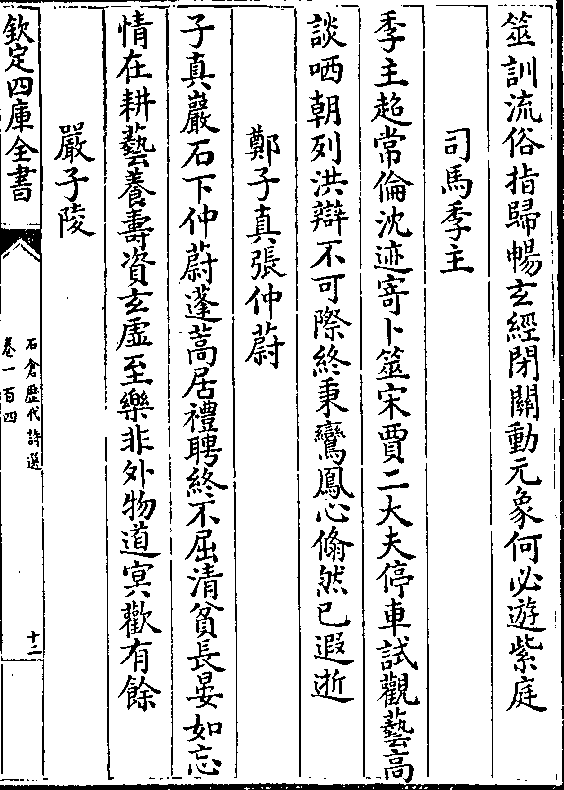 筮訓流俗指歸暢玄經閉關動元象何必遊紫庭
司馬季主
季主超常倫沈迹寄卜筮宋賈二大夫停車試觀藝高
談哂朝列洪辯不可際終秉鸞鳳心翛然已遐逝
鄭子真張仲蔚
子真巖石下仲蔚蓬蒿居禮聘終不屈清貧長晏如忘
情在耕藝養壽資玄虛至樂非外物道冥歡有餘
嚴子陵
欽定四庫全書
石倉歷代詩選
卷一百四
十二